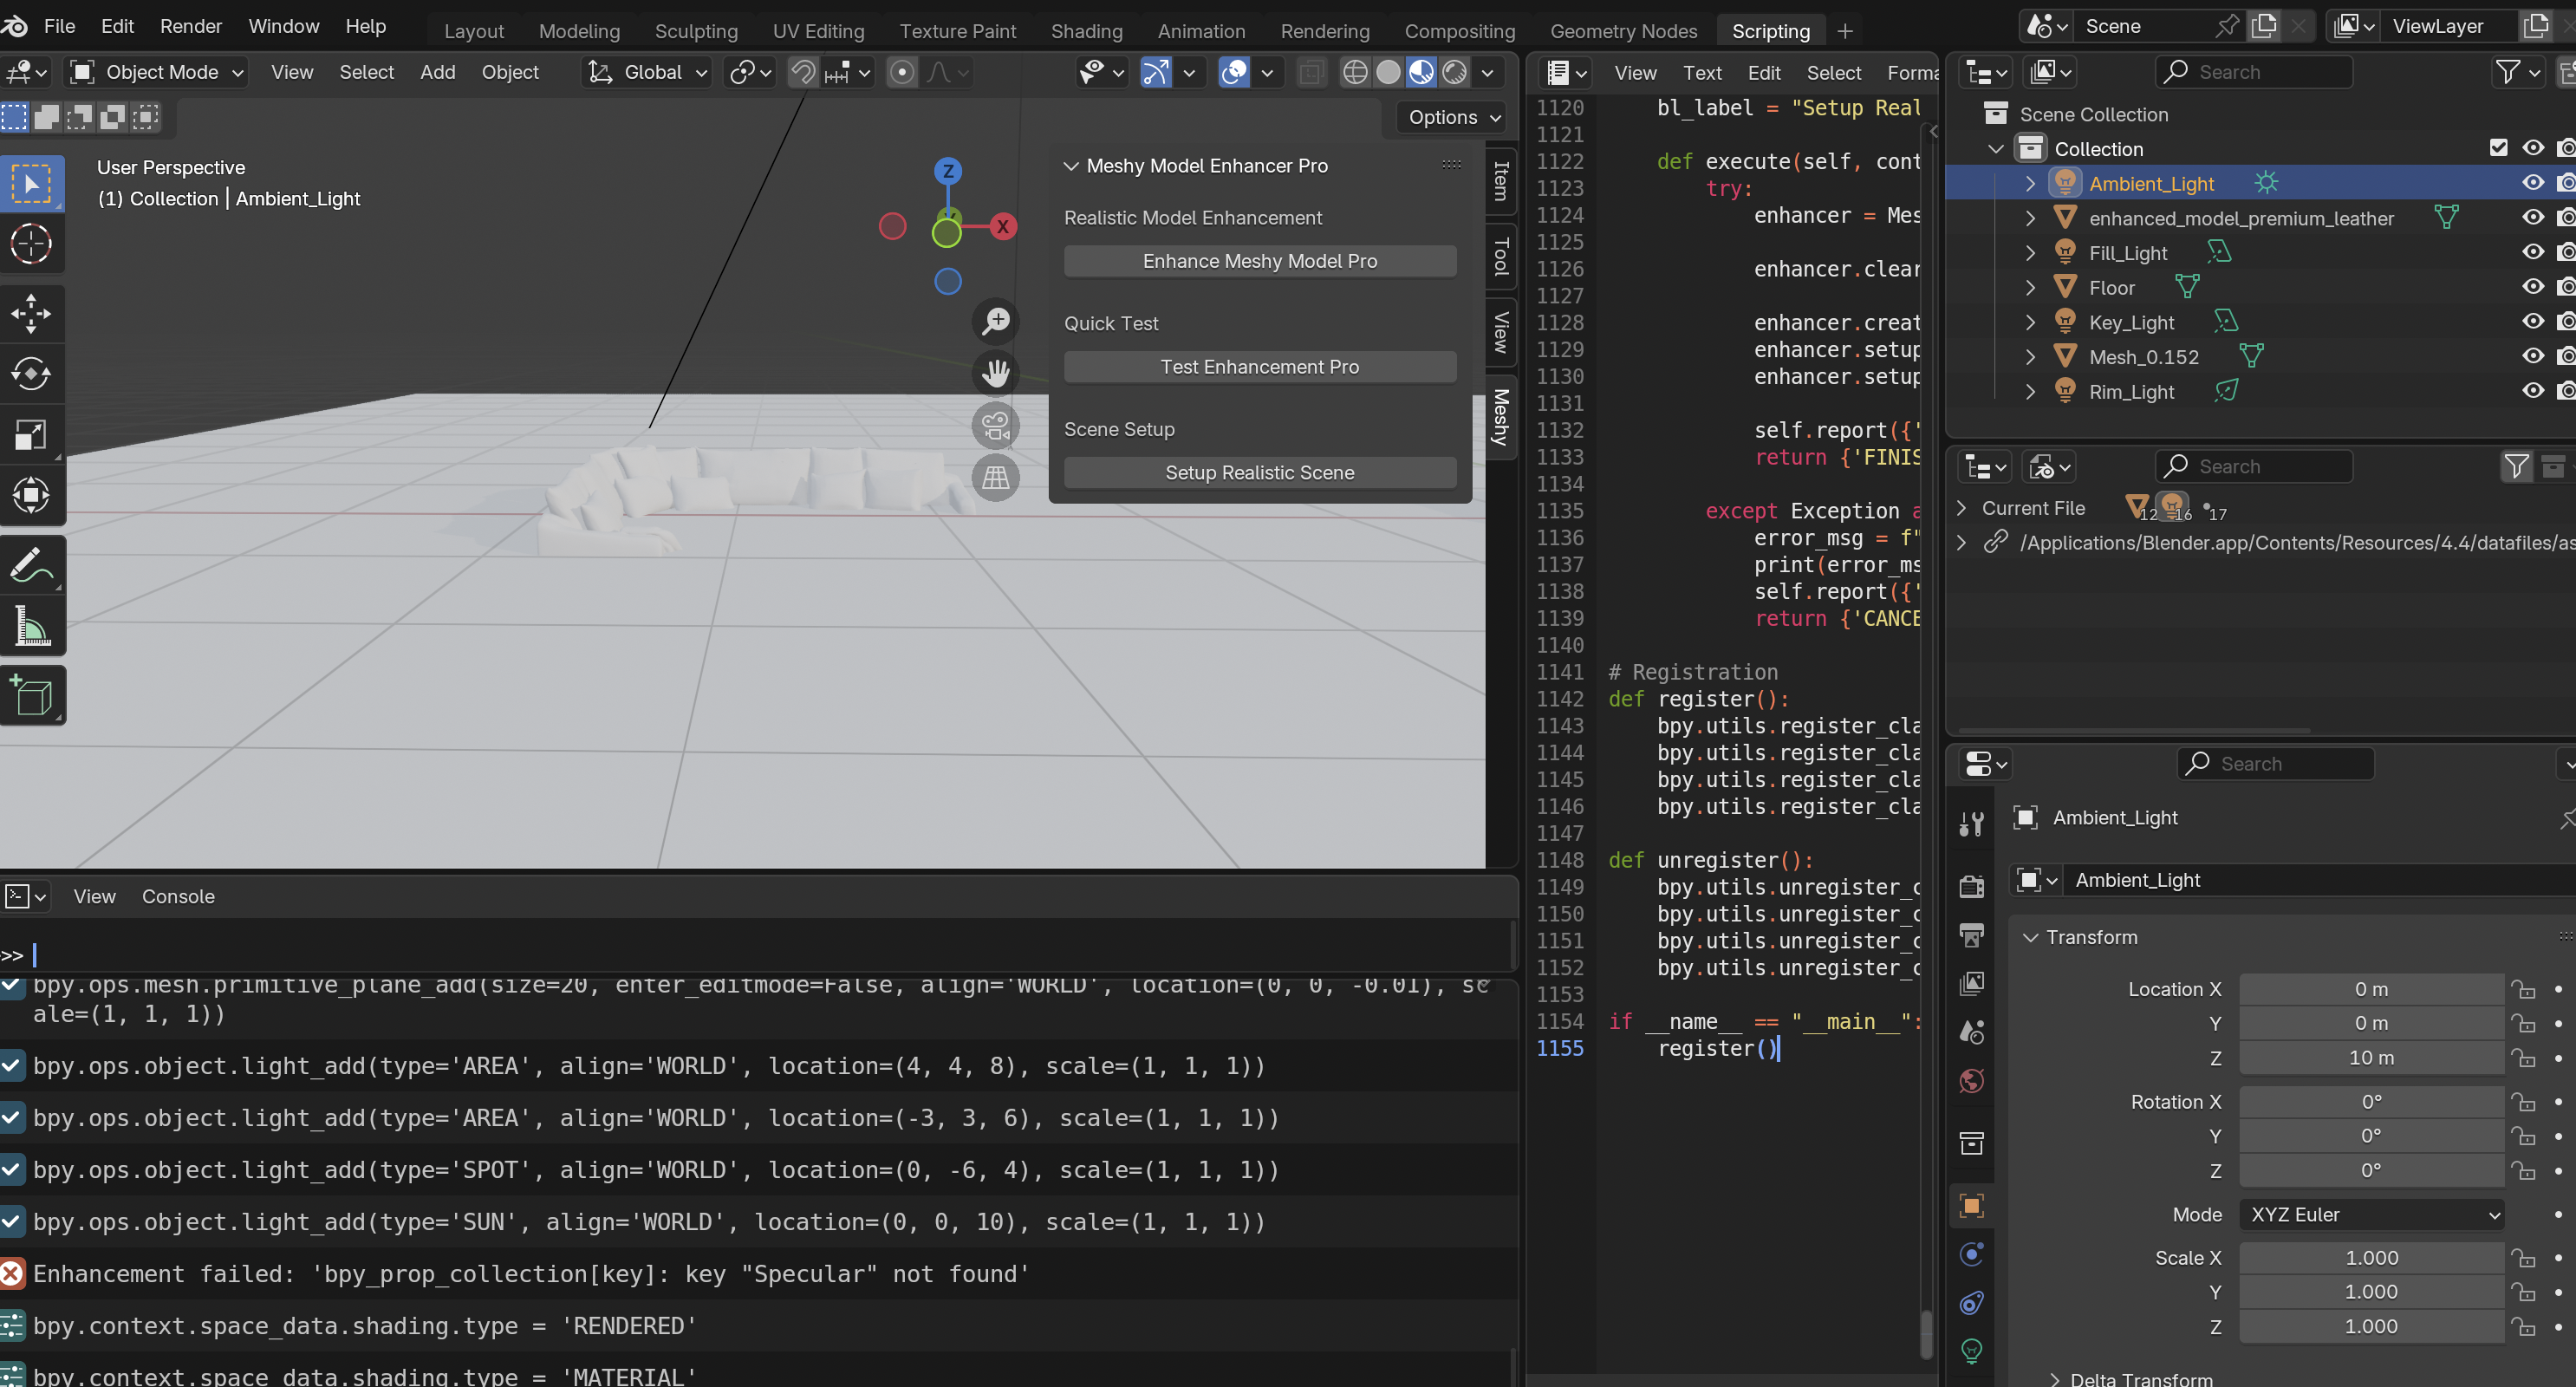 File Edit Render Window Help
Layout Modeling Sculpting UV Editing Texture Paint Shading Animation Rendering Compositing Geometry Nodes Scripting +
Scene
ViewLayer
Object Mode View Select Add Object Global
Options
User Perspective
(1) Collection | Ambient_Light
Z
X
Meshy Model Enhancer Pro
Realistic Model Enhancement
Enhance Meshy Model Pro
Quick Test
Test Enhancement Pro
Scene Setup
Setup Realistic Scene
Item
Tool
View
Meshy
View Console
>>
bpy.ops.mesh.primitive_plane_add(size=20, enter_editmode=False, align='WORLD', location=(0, 0, -0.01), sc
ale=(1, 1, 1))
bpy.ops.object.light_add(type='AREA', align='WORLD', location=(4, 4, 8), scale=(1, 1, 1))
bpy.ops.object.light_add(type='AREA', align='WORLD', location=(-3, 3, 6), scale=(1, 1, 1))
bpy.ops.object.light_add(type='SPOT', align='WORLD', location=(0, -6, 4), scale=(1, 1, 1))
bpy.ops.object.light_add(type='SUN', align='WORLD', location=(0, 0, 10), scale=(1, 1, 1))
Enhancement failed: 'bpy_prop_collection[key]: key "Specular" not found'
bpy.context.space_data.shading.type = 'RENDERED'
bpy.context.space_data.shading.type = 'MATERIAL'
View Text Edit Select Forma
1120 bl_label = "Setup Real
1121
1122 def execute(self, cont
1123 try:
1124 enhancer = Mes
1125
1126 enhancer.clear
1127
1128 enhancer.creat
1129 enhancer.setup
1130 enhancer.setup
1131
1132 self.report({'
1133 return {'FINIS
1134
1135 except Exception a
1136 error_msg = f"
1137 print(error_ms
1138 self.report({'
1139 return {'CANCE
1140
1141 # Registration
1142 def register():
1143 bpy.utils.register_cla
1144 bpy.utils.register_cla
1145 bpy.utils.register_cla
1146 bpy.utils.register_cla
1147
1148 def unregister():
1149 bpy.utils.unregister_c
1150 bpy.utils.unregister_c
1151 bpy.utils.unregister_c
1152 bpy.utils.unregister_c
1153
1154 if __name__ == "__main__":
1155 register()
Search
Scene Collection
Collection
Ambient_Light
enhanced_model_premium_leather
Fill_Light
Floor
Key_Light
Mesh_0.152
Rim_Light
Search
Current File 12 16 17
/Applications/Blender.app/Contents/Resources/4.4/datafiles/as
Search
Ambient_Light
Ambient_Light
Transform
Location X 0 m
Y 0 m
Z 10 m
Rotation X 0°
Y 0°
Z 0°
Mode XYZ Euler
Scale X 1.000
Y 1.000
Z 1.000
Delta Transform